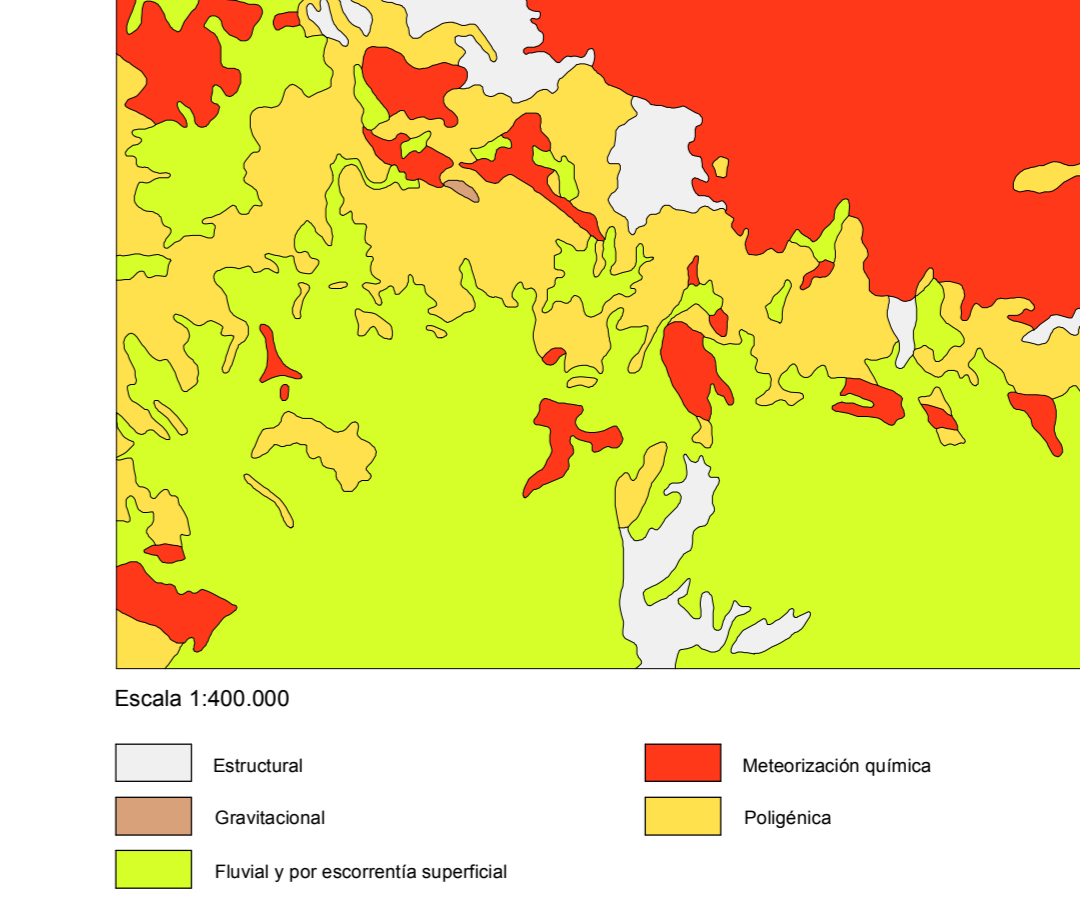 Escala 1:400.000
Estructural
Meteorización química
Gravitacional
Poligénica
Fluvial y por escorrentía superficial